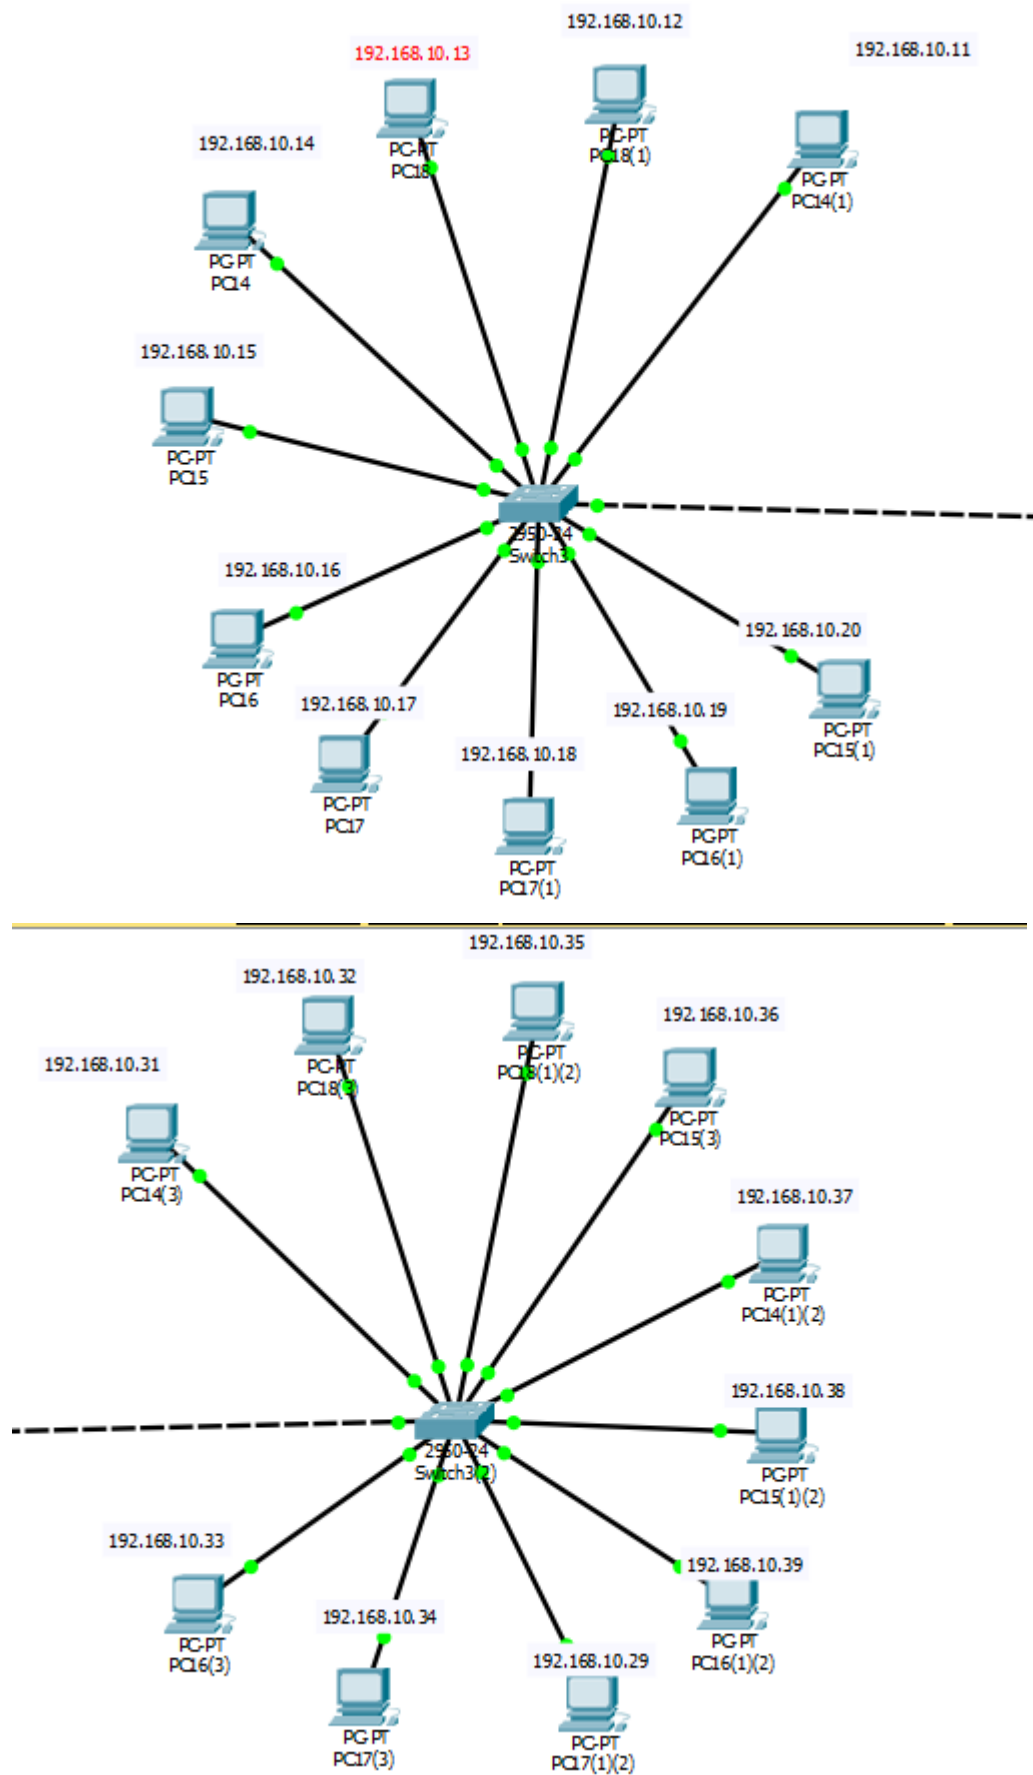 192.168.10.12
192.168.10.13
192.168.10.11
PC-PT
PC18
PC-PT
PC18(1)
192.168.10.14
PC-PT
PC14(1)
PC-PT
PC14
192.168.10.15
PC-PT
PC15
2950-24
Switch3
192.168.10.16
192.168.10.20
PC-PT
PC16
192.168.10.17
192.168.10.19
PC-PT
PC15(1)
192.168.10.18
PC-PT
PC17
PC-PT
PC16(1)
PC-PT
PC17(1)
192.168.10.35
192.168.10.32
192.168.10.36
192.168.10.31
PC-PT
PC18(3)
PC-PT
PC18(1)(2)
PC-PT
PC15(3)
PC-PT
PC14(3)
192.168.10.37
PC-PT
PC14(1)(2)
192.168.10.38
2950-24
Switch3(2)
PC-PT
PC15(1)(2)
192.168.10.33
192.168.10.39
192.168.10.34
PC-PT
PC16(3)
PC-PT
PC16(1)(2)
192.168.10.29
PC-PT
PC17(3)
PC-PT
PC17(1)(2)